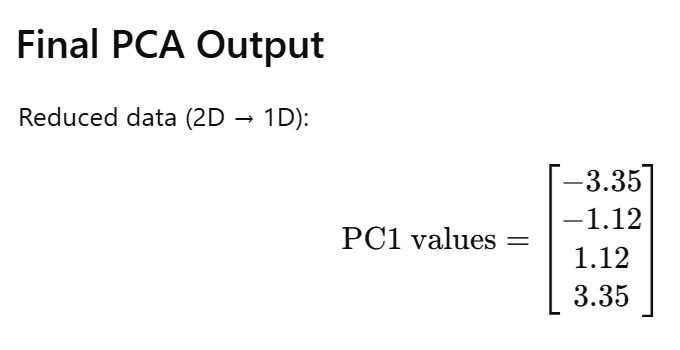 Final PCA Output
Reduced data (2D → 1D):
−3.35
−1.12
PC1 values =
1.12
3.35